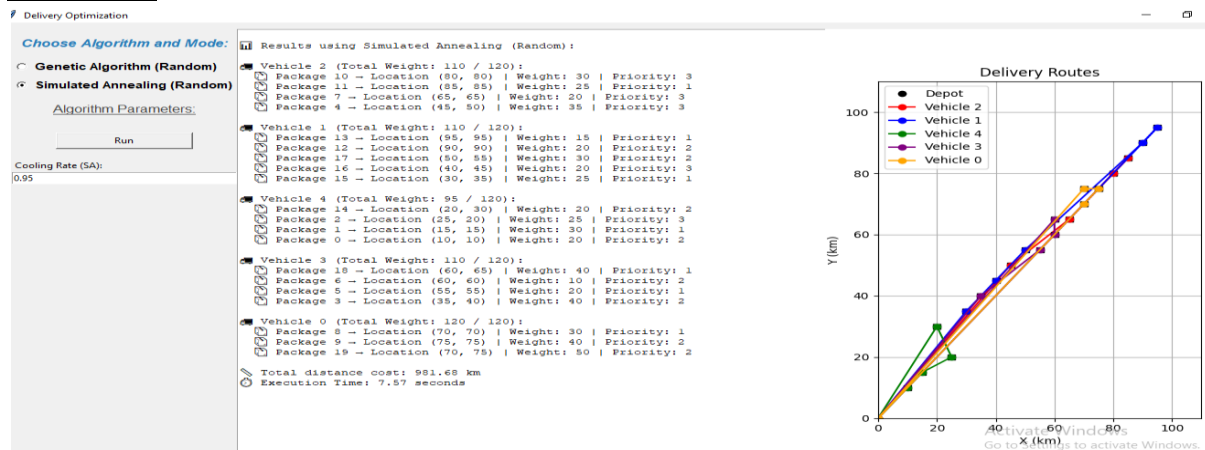 Delivery Optimization
Choose Algorithm and Mode:
Genetic Algorithm (Random)
Simulated Annealing (Random)
Algorithm Parameters:
Run
Cooling Rate (SA):
0.95
Results using Simulated Annealing (Random):
Vehicle 2 (Total Weight: 110 / 120):
Package 10 → Location (80, 80) | Weight: 30 | Priority: 3
Package 11 → Location (85, 85) | Weight: 25 | Priority: 1
Package 7 → Location (65, 65) | Weight: 20 | Priority: 3
Package 4 → Location (45, 50) | Weight: 35 | Priority: 3
Vehicle 1 (Total Weight: 110 / 120):
Package 13 → Location (95, 95) | Weight: 15 | Priority: 1
Package 12 → Location (90, 90) | Weight: 20 | Priority: 2
Package 17 → Location (50, 55) | Weight: 30 | Priority: 2
Package 16 → Location (40, 45) | Weight: 20 | Priority: 3
Package 15 → Location (30, 35) | Weight: 25 | Priority: 1
Vehicle 4 (Total Weight: 95 / 120):
Package 14 → Location (20, 30) | Weight: 20 | Priority: 2
Package 2 → Location (25, 20) | Weight: 25 | Priority: 3
Package 1 → Location (15, 15) | Weight: 30 | Priority: 1
Package 0 → Location (10, 10) | Weight: 20 | Priority: 2
Vehicle 3 (Total Weight: 110 / 120):
Package 18 → Location (60, 65) | Weight: 40 | Priority: 1
Package 6 → Location (60, 60) | Weight: 10 | Priority: 2
Package 5 → Location (55, 55) | Weight: 20 | Priority: 1
Package 3 → Location (35, 40) | Weight: 40 | Priority: 2
Vehicle 0 (Total Weight: 120 / 120):
Package 8 → Location (70, 70) | Weight: 30 | Priority: 1
Package 9 → Location (75, 75) | Weight: 40 | Priority: 2
Package 19 → Location (70, 75) | Weight: 50 | Priority: 2
Total distance cost: 981.68 km
Execution Time: 7.57 seconds
Delivery Routes
Depot
Vehicle 2
Vehicle 1
Vehicle 4
Vehicle 3
Vehicle 0
Y (km)
100
80
60
40
20
0
0 20 40 60 80 100
X (km)
Activate Windows
Go to Settings to activate Windows.